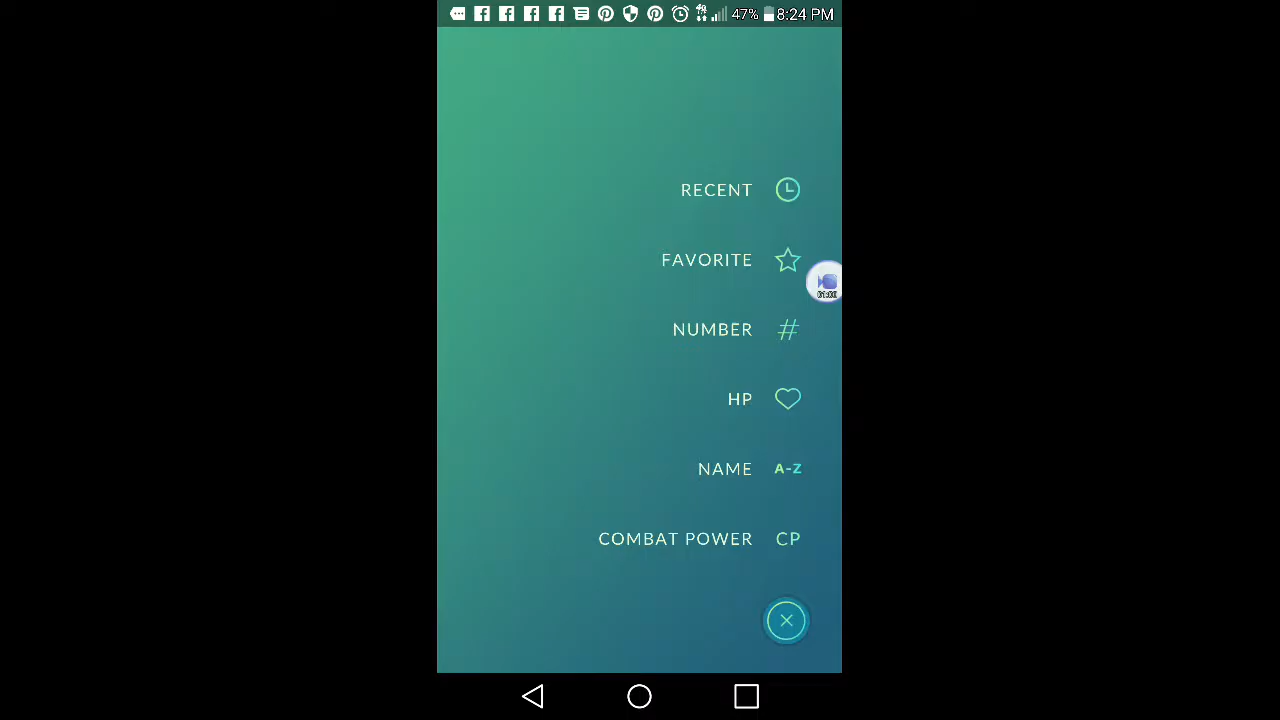 47% 8:24 PM
RECENT
FAVORITE
NUMBER #
HP
NAME A-Z
COMBAT POWER CP